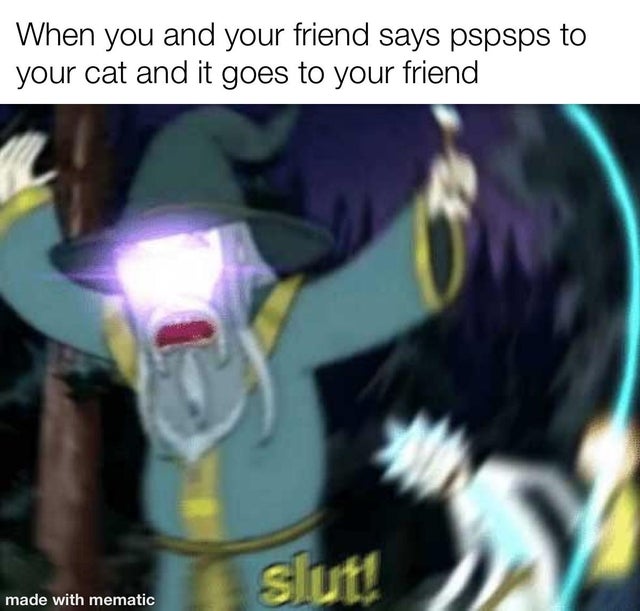 When you and your friend says pspsps to
your cat and it goes to your friend
slut!
made with mematic